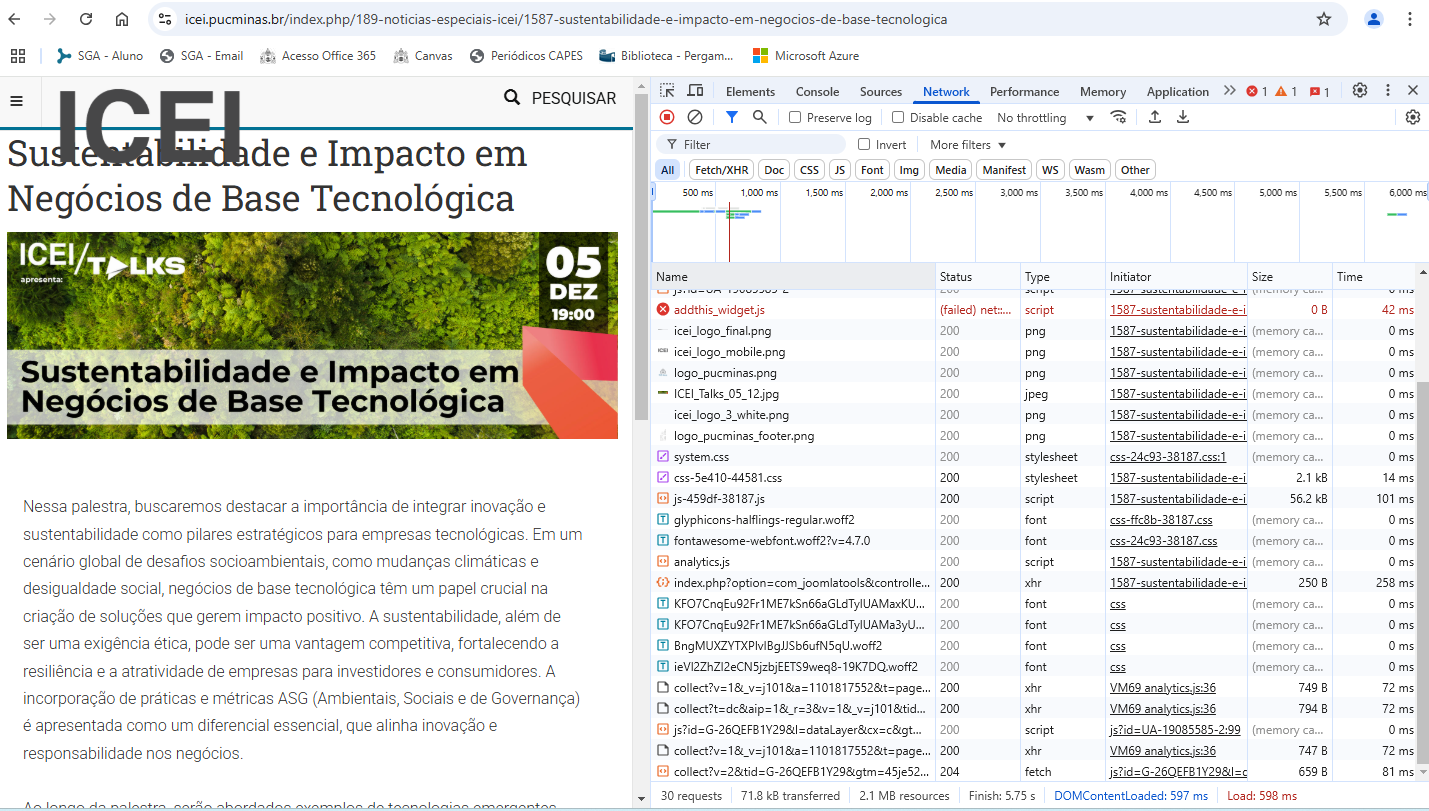 icei.pucminas.br/index.php/189-noticias-especiais-icei/1587-sustentabilidade-e-impacto-em-negocios-de-base-tecnologica
SGA - Aluno SGA - Email Acesso Office 365 Canvas Periódicos CAPES Biblioteca - Pergam... Microsoft Azure
ICEI
PESQUISAR
Sustentabilidade e Impacto em
Negócios de Base Tecnológica
ICEI/TALKS
apresenta:
05
DEZ
19:00
Sustentabilidade e Impacto em
Negócios de Base Tecnológica
Nessa palestra, buscaremos destacar a importância de integrar inovação e
sustentabilidade como pilares estratégicos para empresas tecnológicas. Em um
cenário global de desafios socioambientais, como mudanças climáticas e
desigualdade social, negócios de base tecnológica têm um papel crucial na
criação de soluções que gerem impacto positivo. A sustentabilidade, além de
ser uma exigência ética, pode ser uma vantagem competitiva, fortalecendo a
resiliência e a atratividade de empresas para investidores e consumidores. A
incorporação de práticas e métricas ASG (Ambientais, Sociais e de Governança)
é apresentada como um diferencial essencial, que alinha inovação e
responsabilidade nos negócios.
Ao longo da palestra, serão abordados exemplos de tecnologias emergentes
Elements Console Sources Network Performance Memory Application 1 1 1
Preserve log Disable cache No throttling
Filter Invert More filters
All Fetch/XHR Doc CSS JS Font Img Media Manifest WS Wasm Other
500 ms 1,000 ms 1,500 ms 2,000 ms 2,500 ms 3,000 ms 3,500 ms 4,000 ms 4,500 ms 5,000 ms 5,500 ms 6,000 ms
Name Status Type Initiator Size Time
js?id=UA-19085585-2 200 script 1587-sustentabilidade-e-i (memory ca... 0 ms
addthis_widget.js (failed) net::... script 1587-sustentabilidade-e-i 0 B 42 ms
icei_logo_final.png 200 png 1587-sustentabilidade-e-i (memory ca... 0 ms
icei_logo_mobile.png 200 png 1587-sustentabilidade-e-i (memory ca... 0 ms
logo_pucminas.png 200 png 1587-sustentabilidade-e-i (memory ca... 0 ms
ICEI_Talks_05_12.jpg 200 jpeg 1587-sustentabilidade-e-i (memory ca... 0 ms
icei_logo_3_white.png 200 png 1587-sustentabilidade-e-i (memory ca... 0 ms
logo_pucminas_footer.png 200 png 1587-sustentabilidade-e-i (memory ca... 0 ms
system.css 200 stylesheet css-24c93-38187.css:1 (memory ca... 0 ms
css-5e410-44581.css 200 stylesheet 1587-sustentabilidade-e-i 2.1 kB 14 ms
js-459df-38187.js 200 script 1587-sustentabilidade-e-i 56.2 kB 101 ms
glyphicons-halflings-regular.woff2 200 font css-ffc8b-38187.css (memory ca... 0 ms
fontawesome-webfont.woff2?v=4.7.0 200 font css-24c93-38187.css (memory ca... 0 ms
analytics.js 200 script 1587-sustentabilidade-e-i (memory ca... 0 ms
index.php?option=com_joomlatools&controlle... 200 xhr 1587-sustentabilidade-e-i 250 B 258 ms
KFO7CnqEu92Fr1ME7kSn66aGLdTylUAMaxKU... 200 font css (memory ca... 0 ms
KFO7CnqEu92Fr1ME7kSn66aGLdTylUAMa3yU... 200 font css (memory ca... 0 ms
BngMUXZYTXPIvIBgJJSb6ufN5qU.woff2 200 font css (memory ca... 0 ms
ieVl2ZhZI2eCN5jzbjEETS9weq8-19K7DQ.woff2 200 font css (memory ca... 0 ms
collect?v=1&_v=j101&a=1101817552&t=page... 200 xhr VM69 analytics.js:36 749 B 72 ms
collect?t=dc&aip=1&_r=3&v=1&_v=j101&tid... 200 xhr VM69 analytics.js:36 794 B 72 ms
js?id=G-26QEFB1Y29&l=dataLayer&cx=c&gt... 200 script js?id=UA-19085585-2:99 (memory ca... 0 ms
collect?v=1&_v=j101&a=1101817552&t=page... 200 xhr VM69 analytics.js:36 747 B 72 ms
collect?v=2&tid=G-26QEFB1Y29&gtm=45je52... 204 fetch js?id=G-26QEFB1Y29&l=c 659 B 81 ms
30 requests 71.8 kB transferred 2.1 MB resources Finish: 5.75 s DOMContentLoaded: 597 ms Load: 598 ms